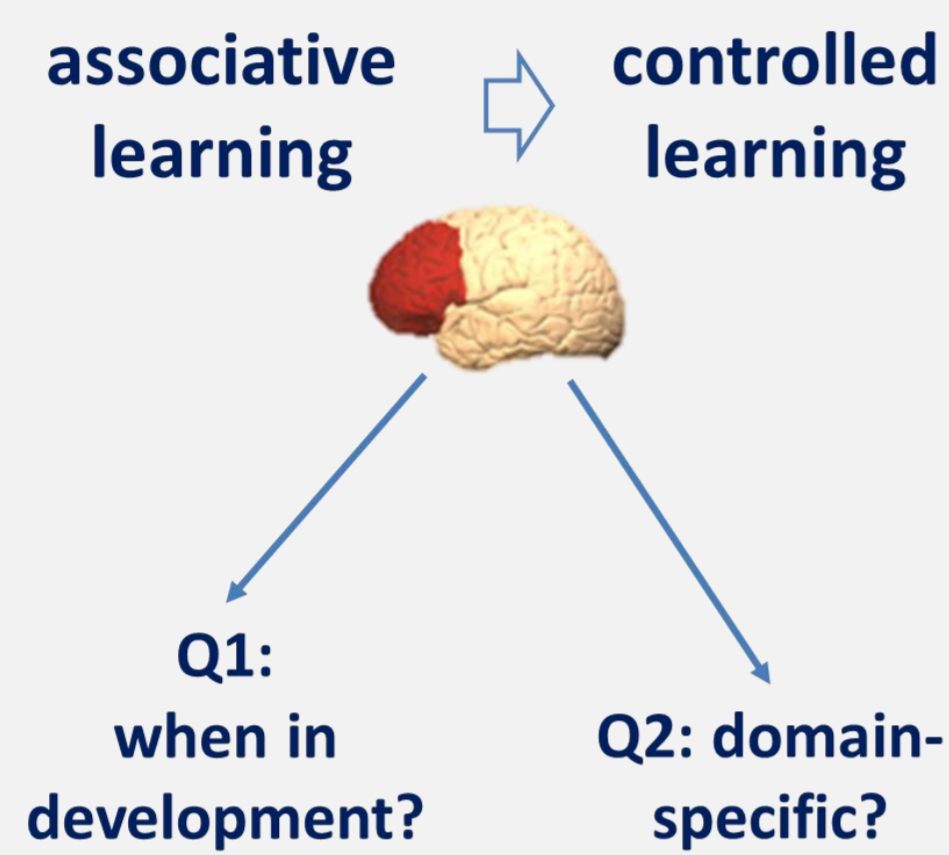 associative
learning
controlled
learning
Q1:
when in
development?
Q2: domain-
specific?